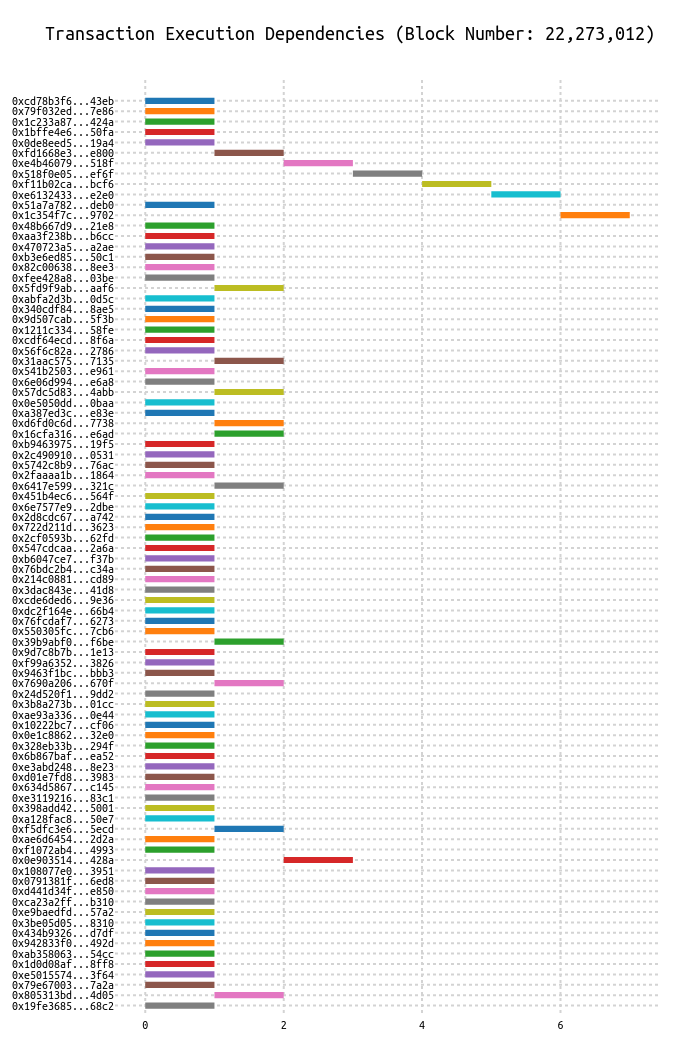 Transaction Execution Dependencies (Block Number: 22,273,012)
0xcd78b3f6...43eb
0x79f032ed...7e86
0x1c233a87...424a
0x1bffe4e6...50fa
0x0de8eed5...19a4
0xfd1668e3...e800
0xe4b46079...518f
0x518f0e05...ef6f
0xf11b02ca...bcf6
0xe6132433...e2e0
0x51a7a782...deb0
0x1c354f7c...9702
0x48b667d9...21e8
0xaa3f238b...b6cc
0x470723a5...a2ae
0xb3e6ed85...50c1
0x82c00638...8ee3
0xfee428a8...03be
0x5fd9f9ab...aaf6
0xabfa2d3b...0d5c
0x340cdf84...8ae5
0x9d507cab...5f3b
0x1211c334...58fe
0xcdf64ecd...8f6a
0x56f6c82a...2786
0x31aac575...7135
0x541b2503...e961
0x6e06d994...e6a8
0x57dc5d83...4abb
0x0e5050dd...0baa
0xa387ed3c...e83e
0xd6fd0c6d...7738
0x16cfa316...e6ad
0xb9463975...19f5
0x2c490910...0531
0x5742c8b9...76ac
0x2faaaa1b...1864
0x6417e599...321c
0x451b4ec6...564f
0x6e7577e9...2dbe
0x2d8cdc67...a742
0x722d211d...3623
0x2cf0593b...62fd
0x547cdcaa...2a6a
0xb6047ce7...f37b
0x76bdc2b4...c34a
0x214c0881...cd89
0x3dac843e...41d8
0xcde6ded6...9e36
0xdc2f164e...66b4
0x76fcdaf7...6273
0x550305fc...7cb6
0x39b9abf0...f6be
0x9d7c8b7b...1e13
0xf99a6352...3826
0x9463f1bc...bbb3
0x7690a206...670f
0x24d520f1...9dd2
0x3b8a273b...01cc
0xae93a336...0e44
0x10222bc7...cf06
0x0e1c8862...32e0
0x328eb33b...294f
0x6b867baf...ea52
0xe3abd248...8e23
0xd01e7fd8...3983
0x634d5867...c145
0xe3119216...83c1
0x398add42...5001
0xa128fac8...50e7
0xf5dfc3e6...5ecd
0xae6d6454...2d2a
0xf1072ab4...4993
0x0e903514...428a
0x108077e0...3951
0x0791381f...6ed8
0xd441d34f...e850
0xca23a2ff...b310
0xe9baedfd...57a2
0x3be05d05...8310
0x434b9326...d7df
0x942833f0...492d
0xab358063...54cc
0x1d0d08af...8ff8
0xe5015574...3f64
0x79e67003...7a2a
0x805313bd...4d05
0x19fe3685...68c2
0 2 4 6